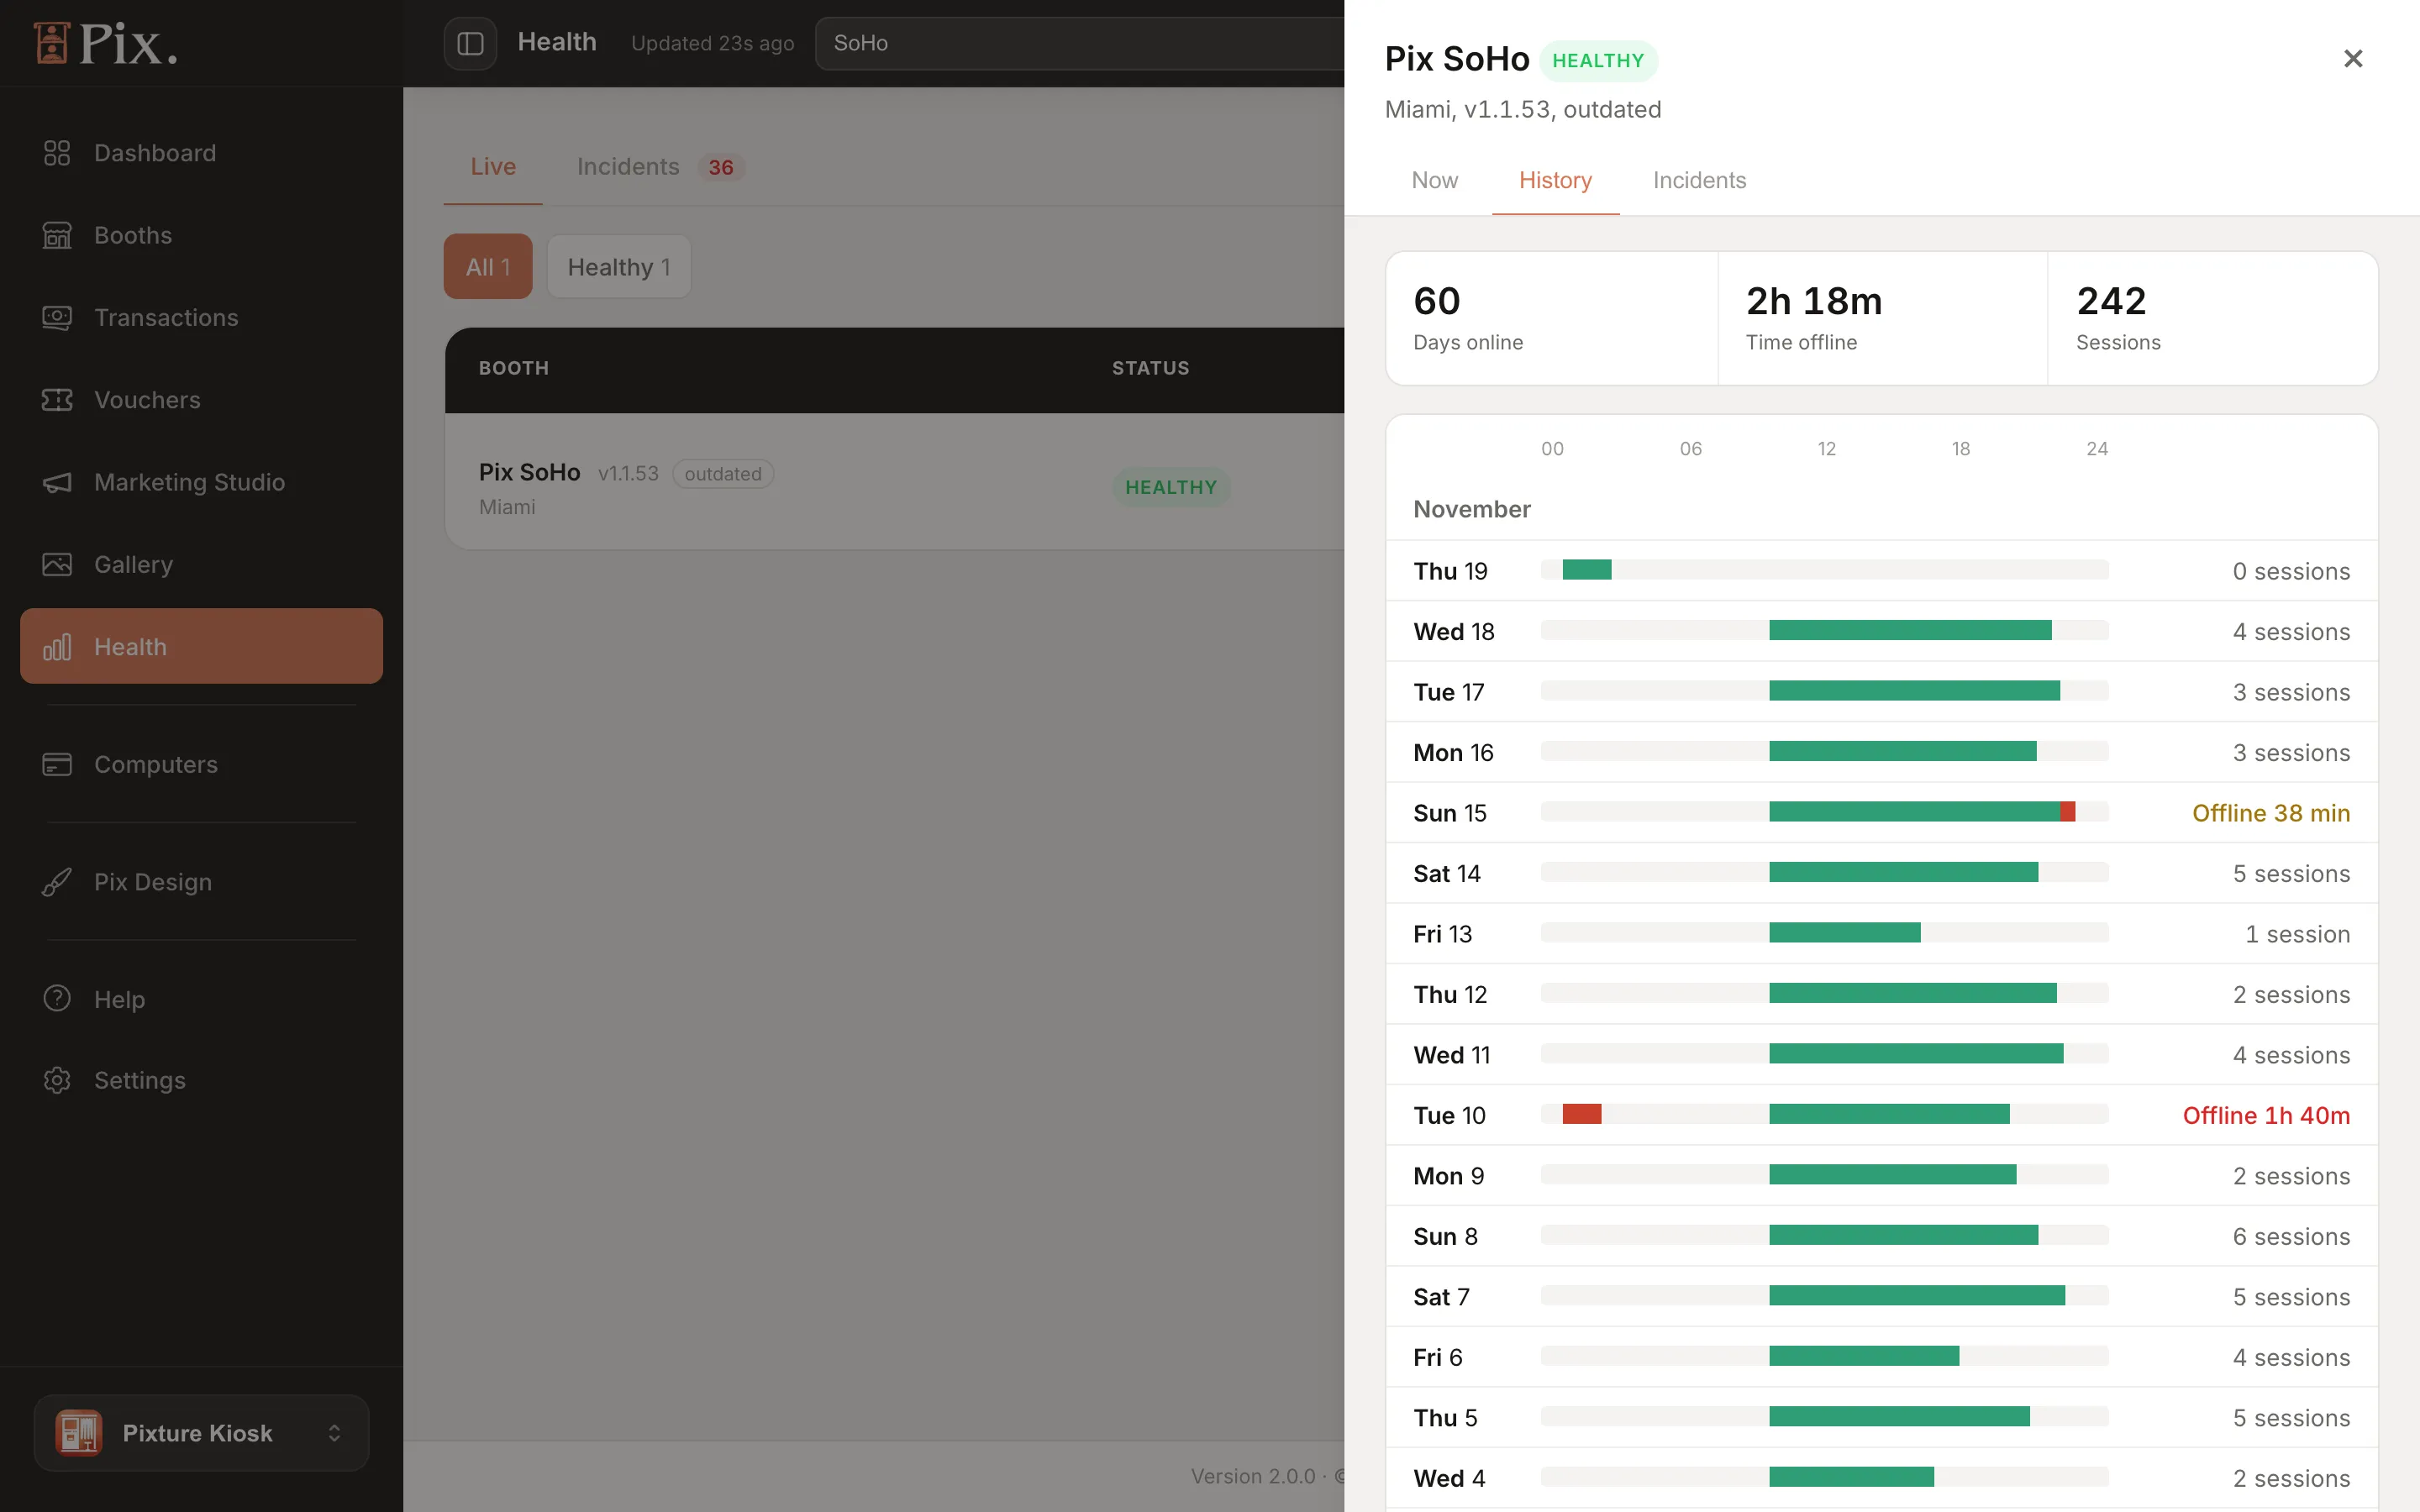 Pix.
Dashboard
Booths
Transactions
Vouchers
Marketing Studio
Gallery
Health
Computers
Pix Design
Help
Settings
Pixture Kiosk
Health Updated 23s ago SoHo
Live Incidents 36
All 1 Healthy 1
BOOTH STATUS
Pix SoHo v1.1.53 outdated HEALTHY
Miami
Version 2.0.0 ·
Pix SoHo HEALTHY
Miami, v1.1.53, outdated
Now History Incidents
60 2h 18m 242
Days online Time offline Sessions
00 06 12 18 24
November
Thu 19 0 sessions
Wed 18 4 sessions
Tue 17 3 sessions
Mon 16 3 sessions
Sun 15 Offline 38 min
Sat 14 5 sessions
Fri 13 1 session
Thu 12 2 sessions
Wed 11 4 sessions
Tue 10 Offline 1h 40m
Mon 9 2 sessions
Sun 8 6 sessions
Sat 7 5 sessions
Fri 6 4 sessions
Thu 5 5 sessions
Wed 4 2 sessions